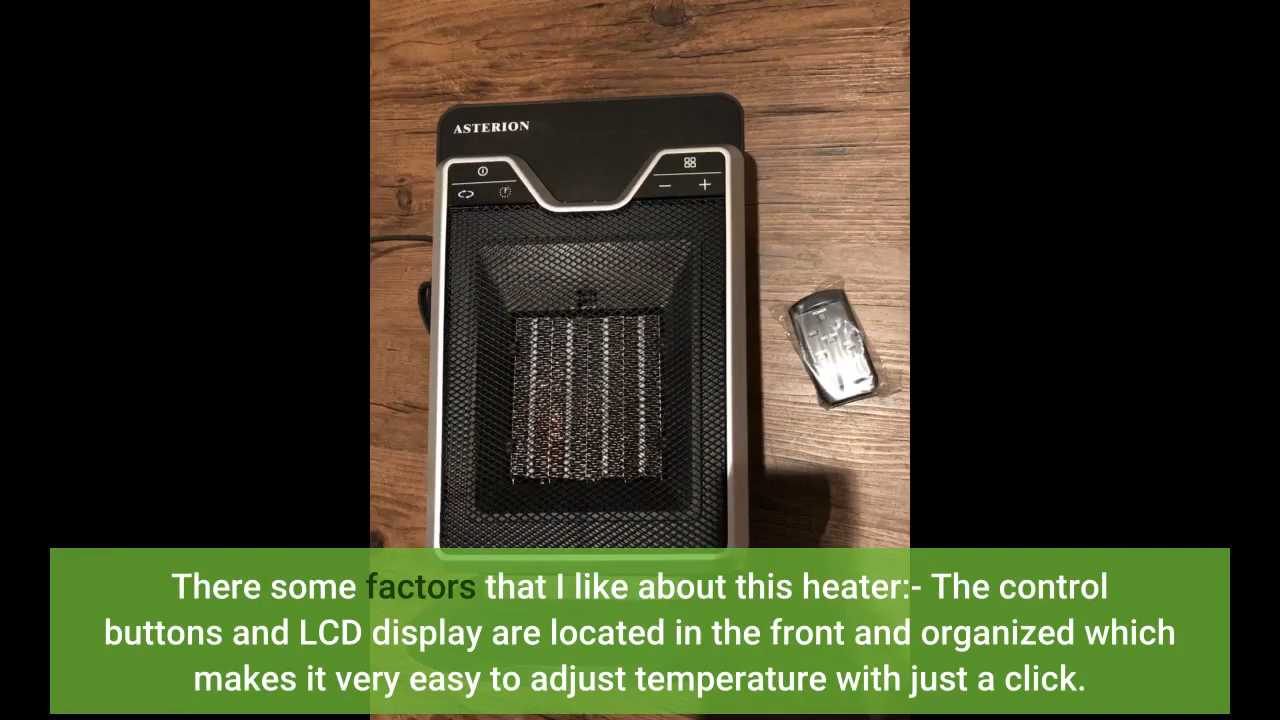 ASTERION
There some factors that I like about this heater:- The control
buttons and LCD display are located in the front and organized which
makes it very easy to adjust temperature with just a click.